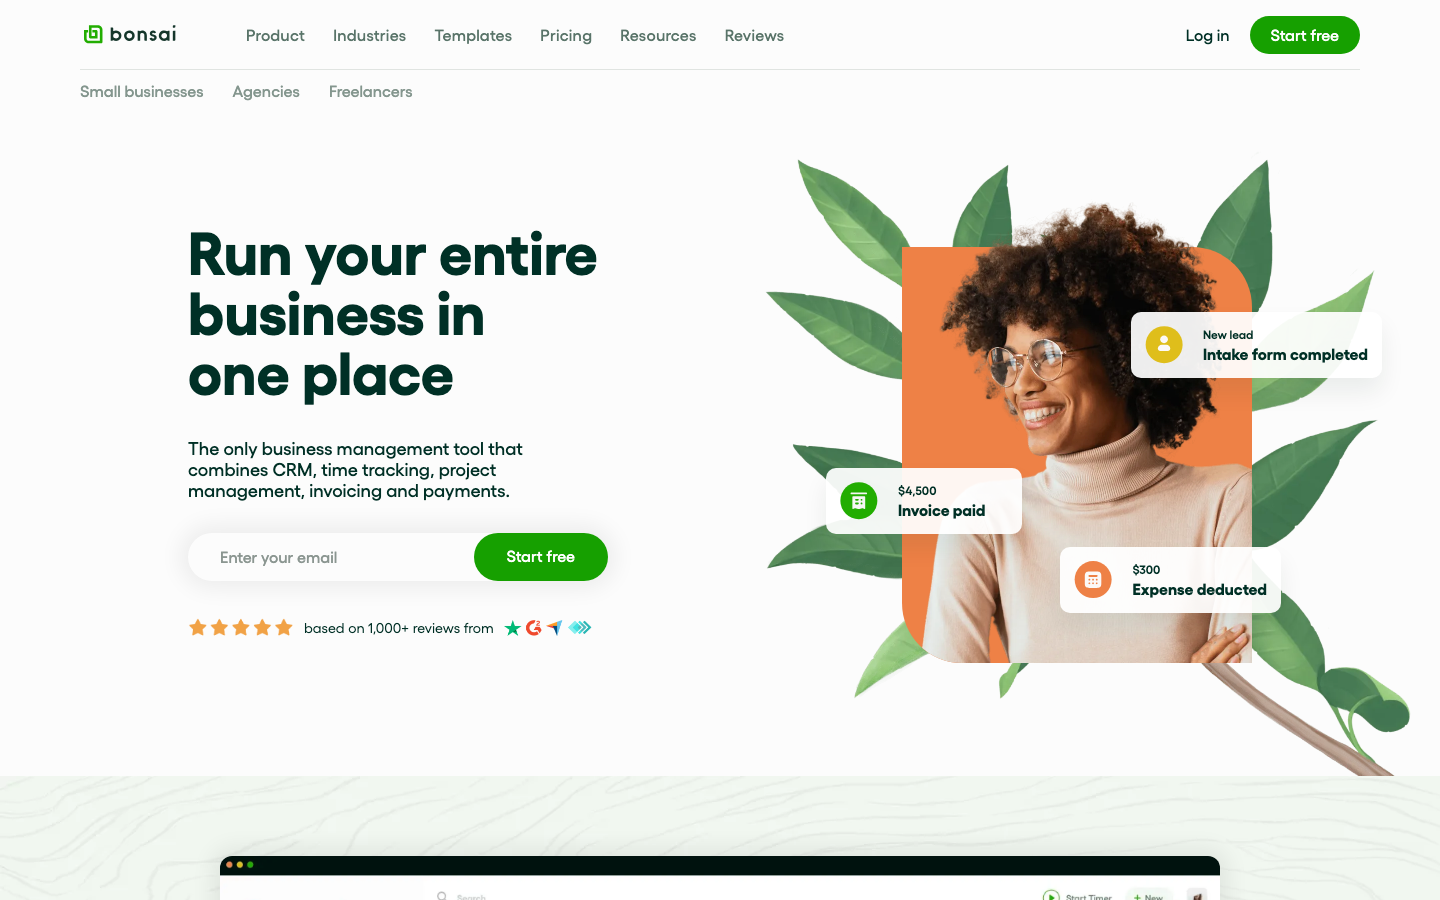 bonsai
Product Industries Templates Pricing Resources Reviews
Log in
Start free
Small businesses Agencies Freelancers
Run your entire
business in
one place
The only business management tool that
combines CRM, time tracking, project
management, invoicing and payments.
Enter your email
Start free
based on 1,000+ reviews from
New lead
Intake form completed
$4,500
Invoice paid
$300
Expense deducted
Search
Start Timer
+ New